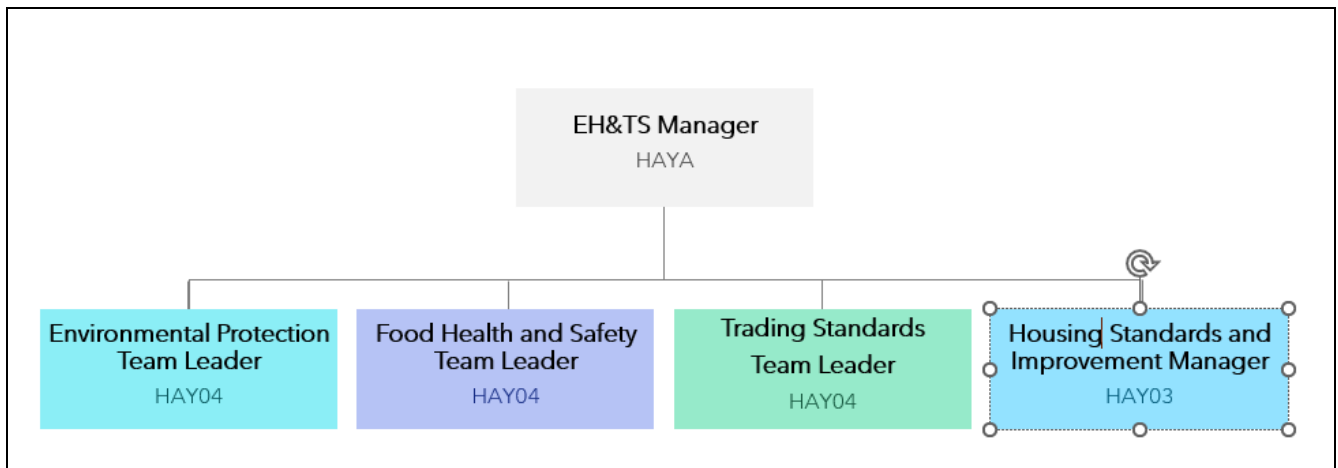 EH&TS Manager
HAYA
Environmental Protection
Team Leader
HAY04
Food Health and Safety
Team Leader
HAY04
Trading Standards
Team Leader
HAY04
Housing Standards and
Improvement Manager
HAY03